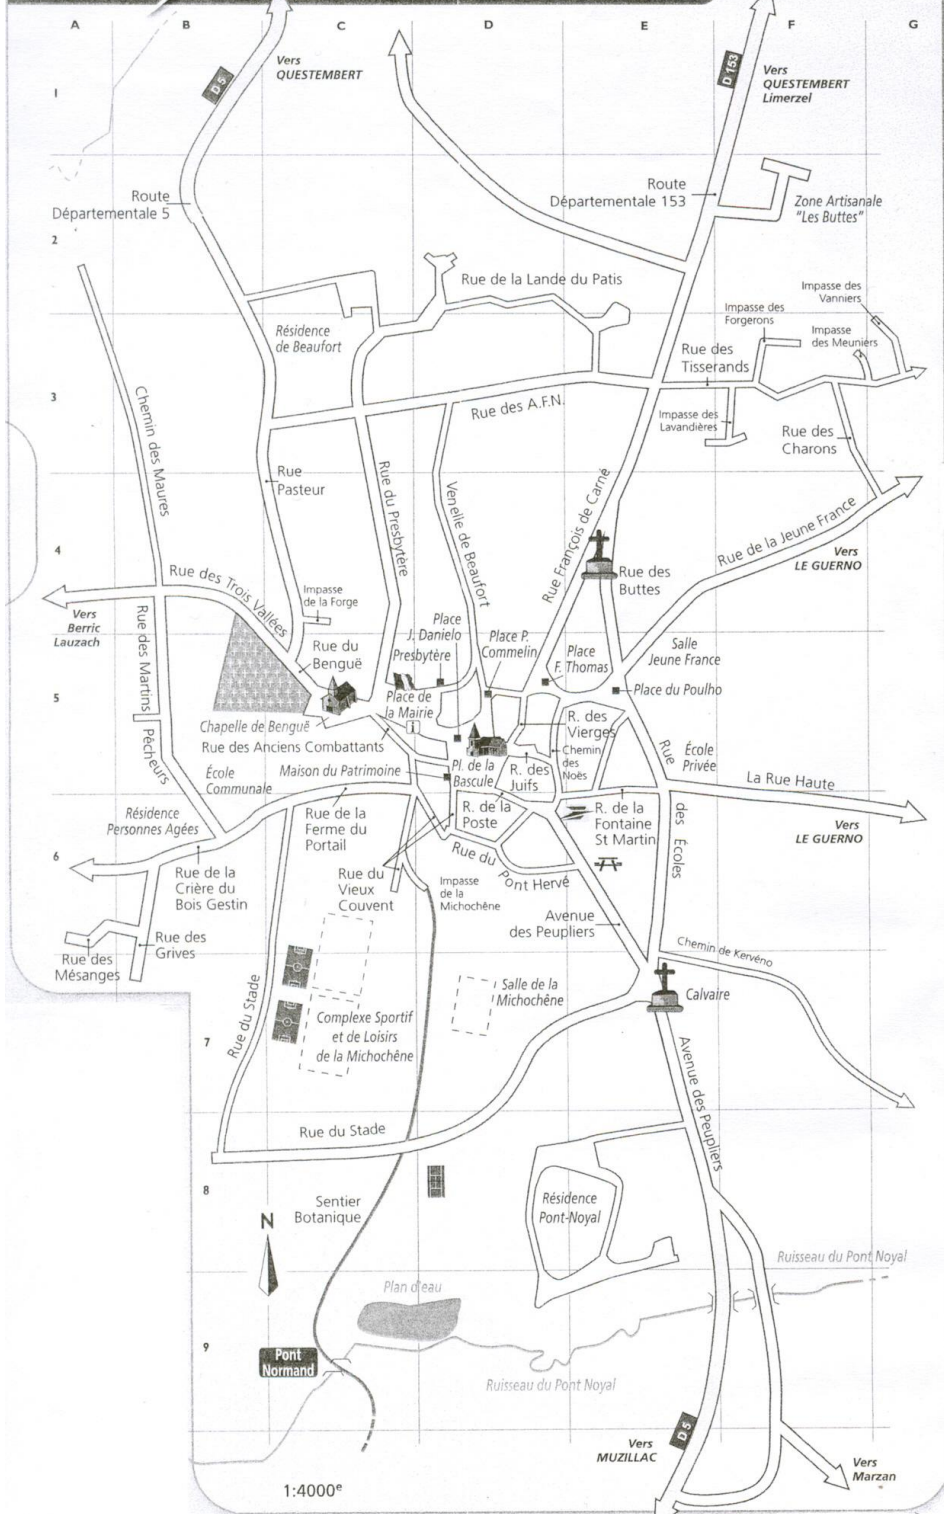 A
B
C
D
E
F
G
1
2
3
4
5
6
7
8
9
D 5
Vers
QUESTEMBERT
D 153
Vers
QUESTEMBERT
Limerzel
Route
Départementale 5
Route
Départementale 153
Zone Artisanale
"Les Buttes"
Rue de la Lande du Patis
Impasse des
Vanniers
Impasse des
Forgerons
Impasse
des Meuniers
Résidence
de Beaufort
Rue des
Tisserands
Chemin des Maures
Rue des A.F.N.
Impasse des
Lavandières
Rue des
Charons
Rue
Pasteur
Rue du Presbytère
Venelle de Beaufort
Rue François de Carné
Rue de la Jeune France
Vers
LE GUERNO
Rue des Trois Vallées
Rue des
Buttes
Impasse
de la Forge
Vers
Berric
Lauzach
Rue des Martins Pêcheurs
Rue du
Benguë
Place
J. Danielo
Presbytère
Place P.
Commelin
Place
F. Thomas
Salle
Jeune France
Place de
la Mairie
i
Place du Poulho
Chapelle de Benguë
Rue des Anciens Combattants
R. des
Vierges
Chemin
des
Noës
Rue des Écoles
École
Privée
École
Communale
Maison du Patrimoine
Pl. de la
Bascule
R. des
Juifs
La Rue Haute
Vers
LE GUERNO
Résidence
Personnes Agées
Rue de la
Ferme du
Portail
R. de la
Poste
R. de la
Fontaine
St Martin
Rue de la
Crière du
Bois Gestin
Rue du
Vieux
Couvent
Impasse
de la
Michochêne
Rue du Pont Hervé
Avenue
des Peupliers
Rue des
Grives
Rue des
Mésanges
Chemin de Kervéno
Rue du Stade
Salle de la
Michochêne
Calvaire
Complexe Sportif
et de Loisirs
de la Michochêne
Avenue des Peupliers
Rue du Stade
Sentier
Botanique
N
Résidence
Pont-Noyal
Ruisseau du Pont Noyal
Plan d'eau
Pont
Normand
Ruisseau du Pont Noyal
D 5
Vers
MUZILLAC
Vers
Marzan
1:4000e